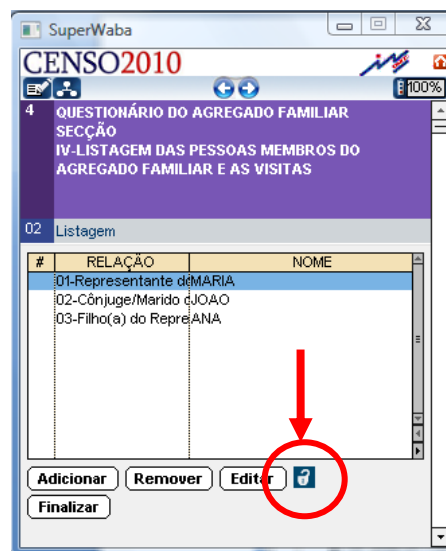 SuperWaba
CENSO2010
100%
4 QUESTIONÁRIO DO AGREGADO FAMILIAR
SECÇÃO
IV-LISTAGEM DAS PESSOAS MEMBROS DO
AGREGADO FAMILIAR E AS VISITAS
02 Listagem
# RELAÇÃO NOME
01-Representante de MARIA
02-Cônjuge/Marido d JOAO
03-Filho(a) do Repre ANA
Adicionar Remover Editar
Finalizar